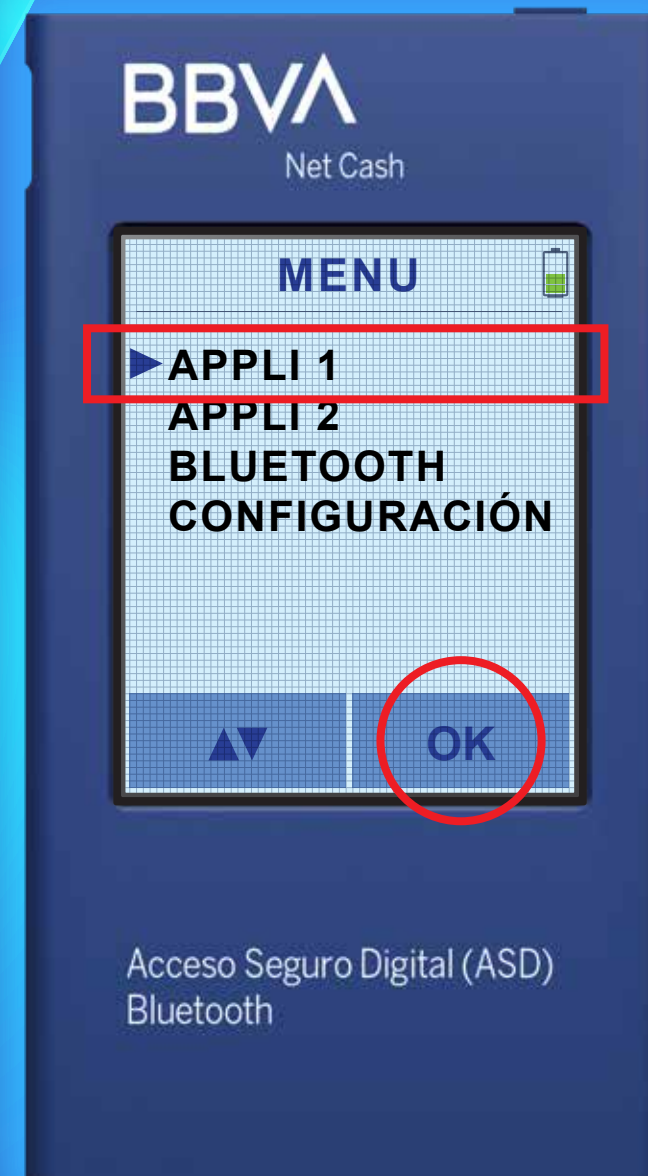 BBVA
Net Cash
MENU
APPLI 1
APPLI 2
BLUETOOTH
CONFIGURACIÓN
OK
Acceso Seguro Digital (ASD)
Bluetooth